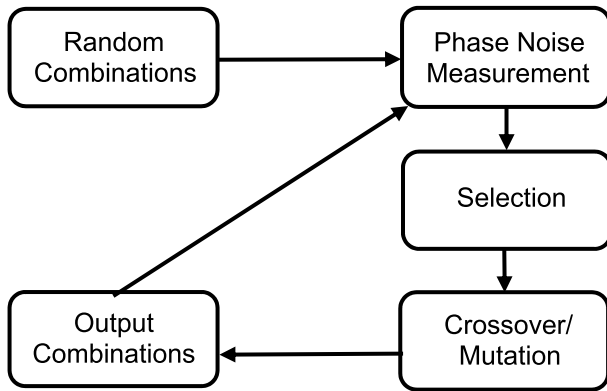 Random
Combinations
Phase Noise
Measurement
Selection
Crossover/
Mutation
Output
Combinations